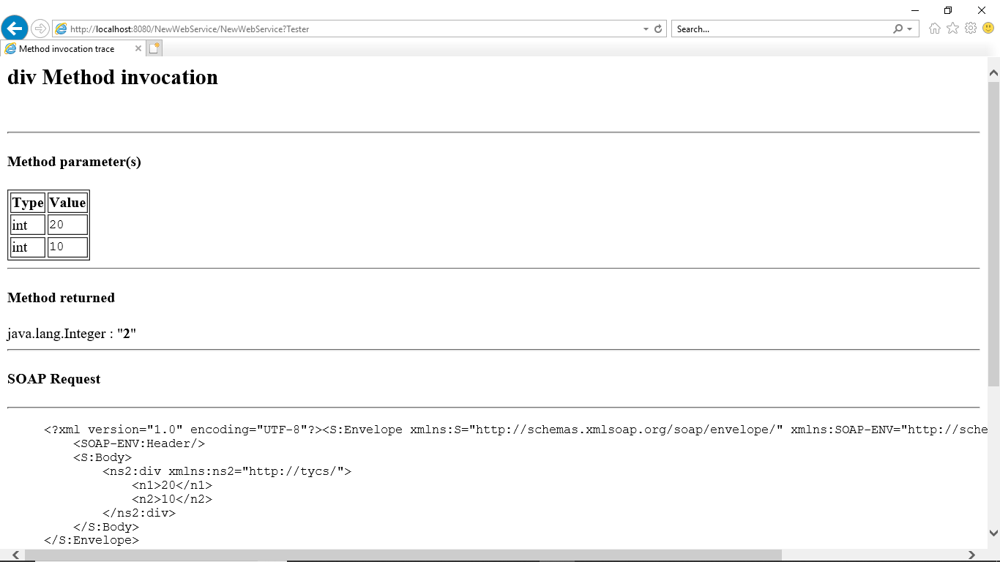 http://localhost:8080/NewWebService/NewWebService?Tester
Search...
Method invocation trace
div Method invocation
Method parameter(s)
Type Value
int 20
int 10
Method returned
java.lang.Integer : "2"
SOAP Request
<?xml version="1.0" encoding="UTF-8"?><S:Envelope xmlns:S="http://schemas.xmlsoap.org/soap/envelope/" xmlns:SOAP-ENV="http://sche
<SOAP-ENV:Header/>
<S:Body>
<ns2:div xmlns:ns2="http://tycs/">
<n1>20</n1>
<n2>10</n2>
</ns2:div>
</S:Body>
</S:Envelope>